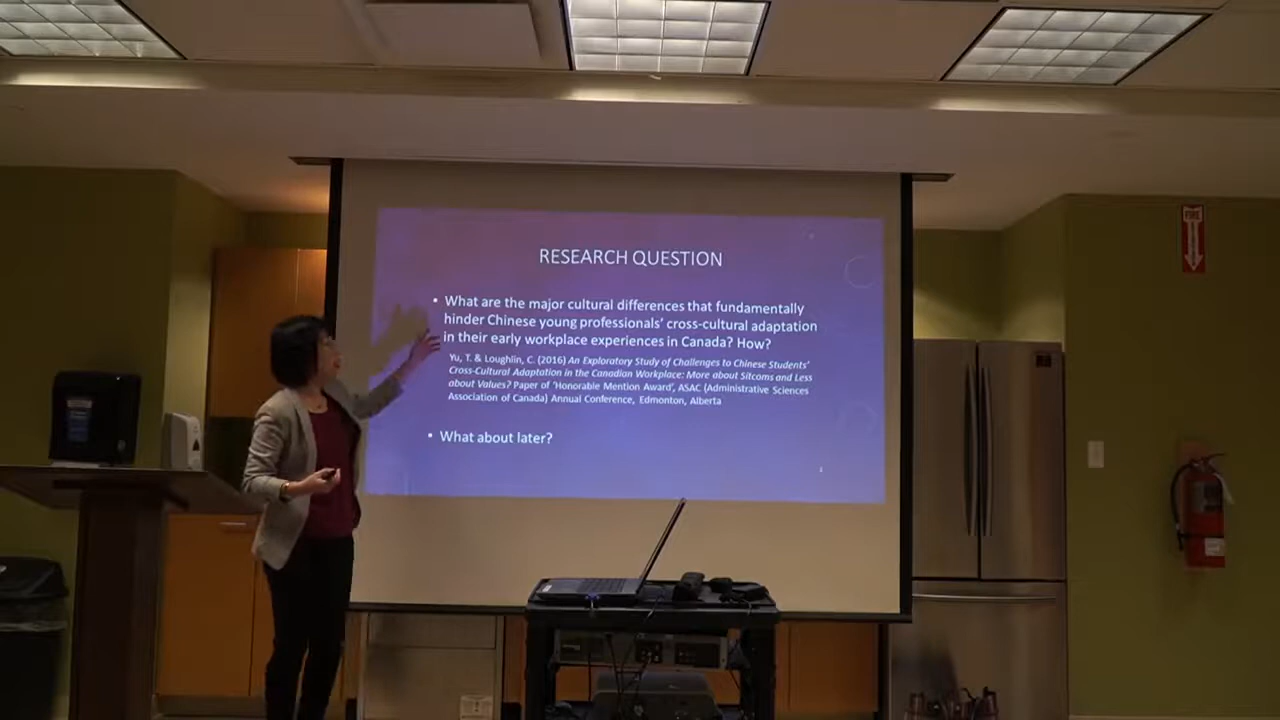 RESEARCH QUESTION
• What are the major cultural differences that fundamentally
hinder Chinese young professionals' cross-cultural adaptation
in their early workplace experiences in Canada? How?
Yu, T. & Loughlin, C. (2016) An Exploratory Study of Challenges to Chinese Students'
Cross-Cultural Adaptation in the Canadian Workplace: More about Sitcoms and Less
about Values? Paper of 'Honorable Mention Award', ASAC (Administrative Sciences
Association of Canada) Annual Conference, Edmonton, Alberta
• What about later?
FIRE